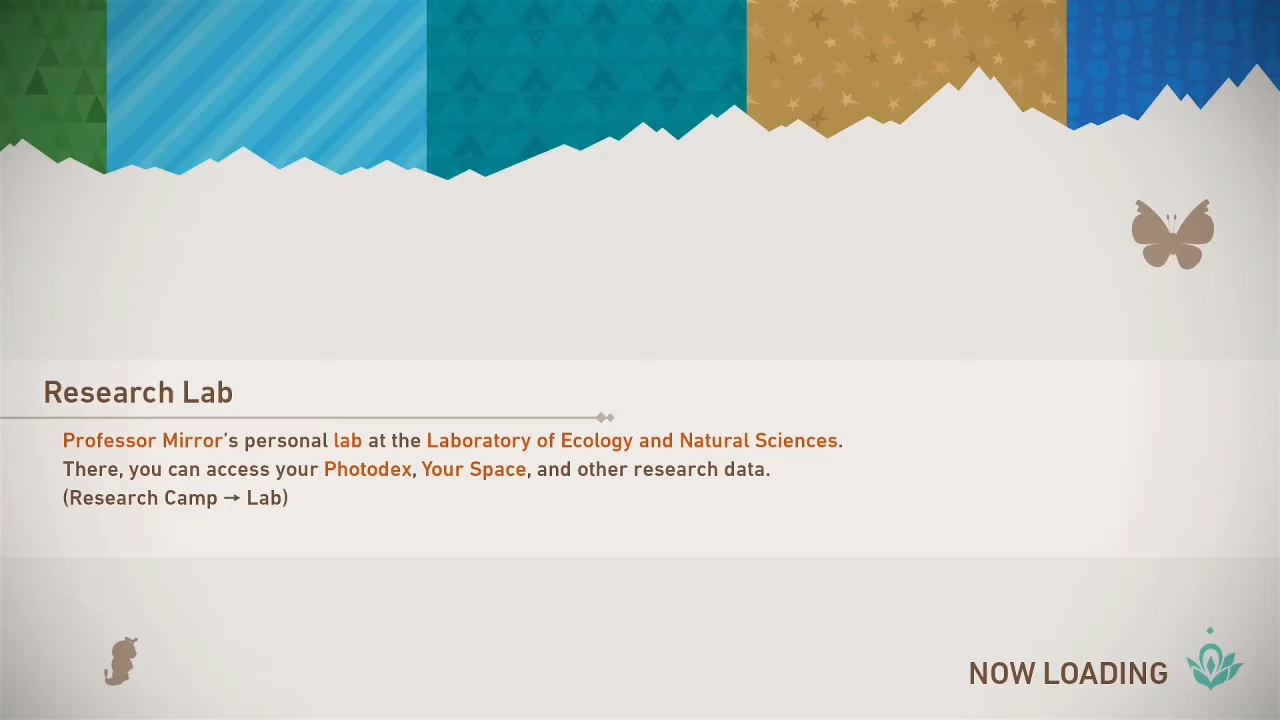 Research Lab
Professor Mirror's personal lab at the Laboratory of Ecology and Natural Sciences.
There, you can access your Photodex, Your Space, and other research data.
(Research Camp → Lab)
NOW LOADING